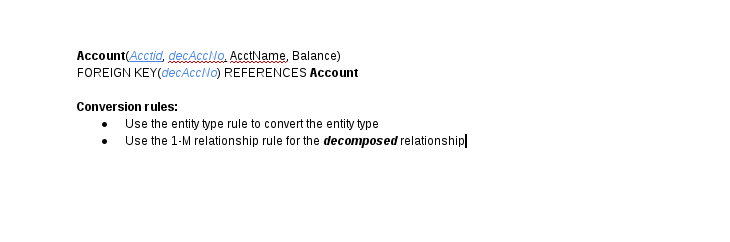 Account(Acctid, decAccNo, AcctName, Balance)
FOREIGN KEY(decAccNo) REFERENCES Account
Conversion rules:
● Use the entity type rule to convert the entity type
● Use the 1-M relationship rule for the decomposed relationship